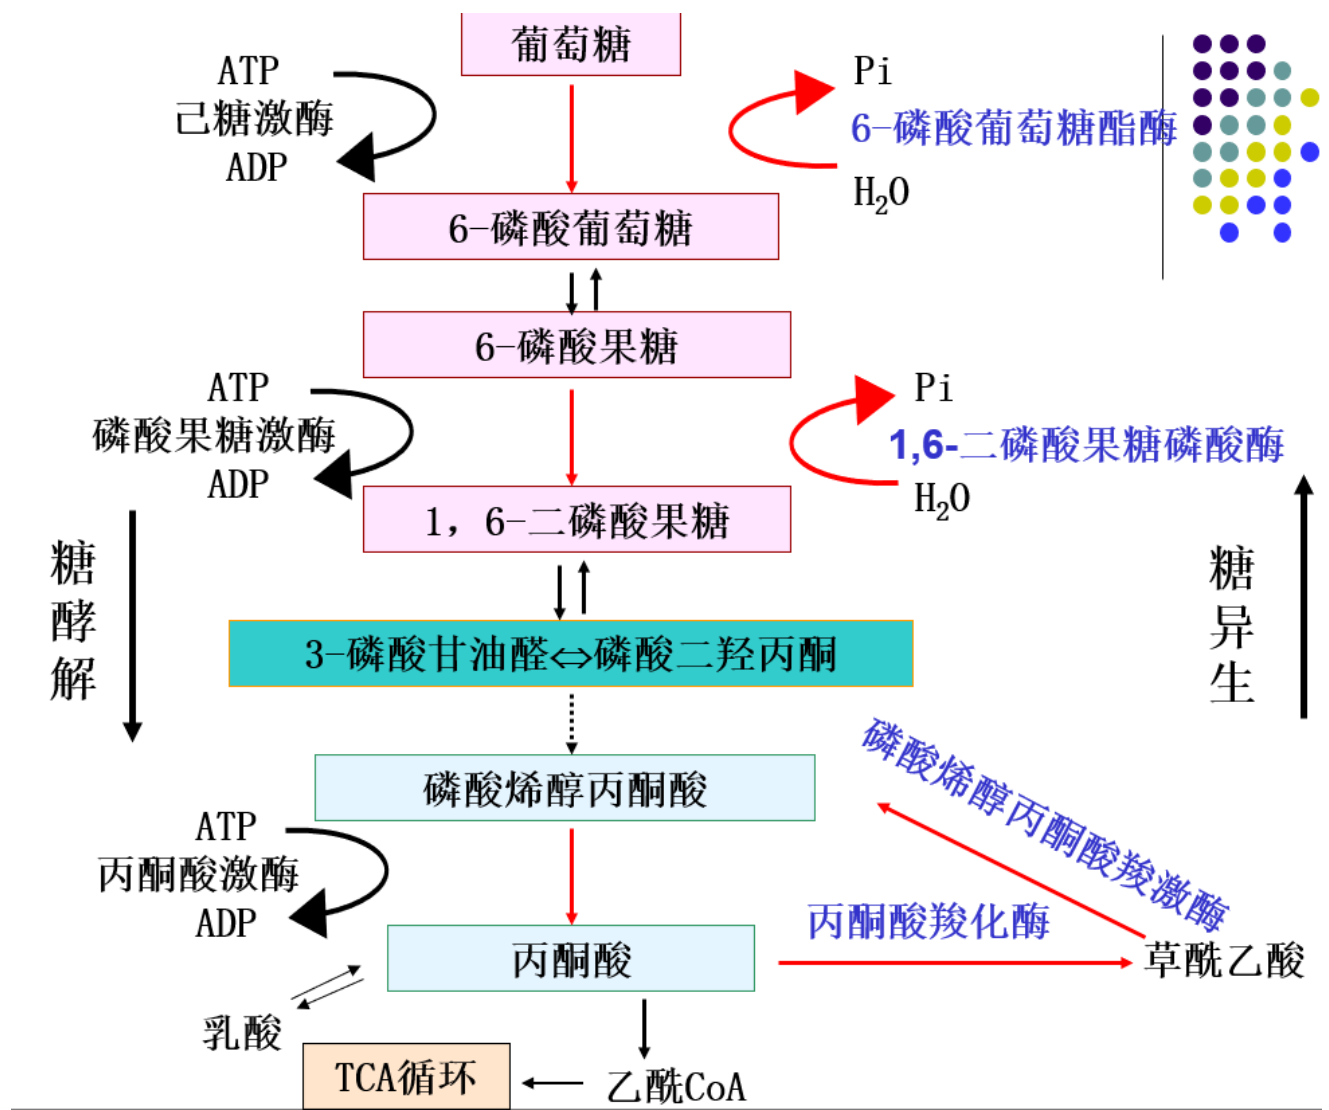 葡萄糖
ATP
己糖激酶
ADP
Pi
6-磷酸葡萄糖酯酶
H₂O
6-磷酸葡萄糖
6-磷酸果糖
ATP
磷酸果糖激酶
ADP
Pi
1,6-二磷酸果糖磷酸酶
H₂O
1，6-二磷酸果糖
糖酵解
糖异生
3-磷酸甘油醛⇔磷酸二羟丙酮
磷酸烯醇丙酮酸
磷酸烯醇丙酮酸羧激酶
ATP
丙酮酸激酶
ADP
丙酮酸羧化酶
丙酮酸
草酰乙酸
乳酸
TCA循环
乙酰CoA